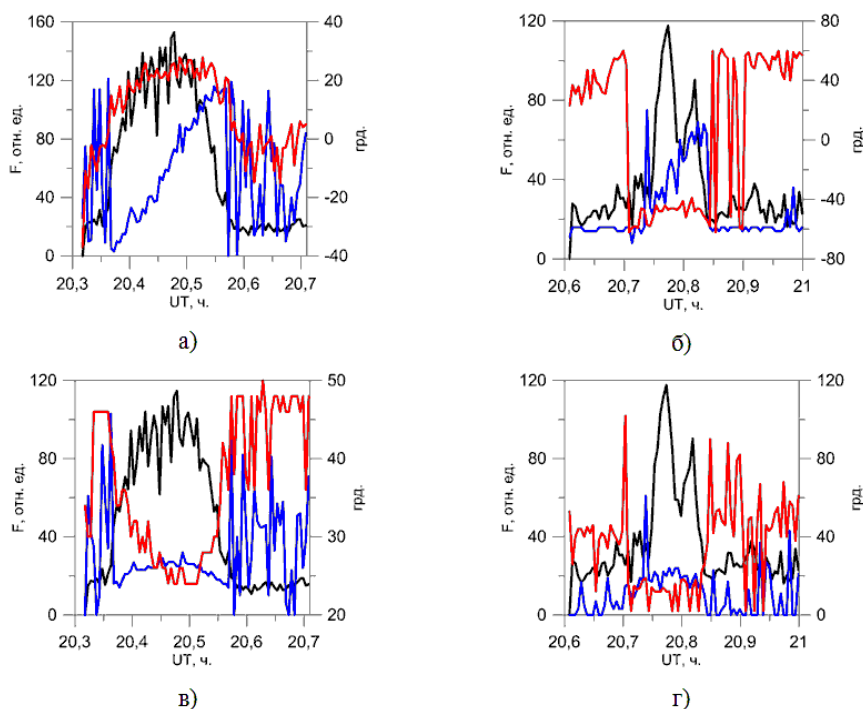 160 40 120 80
120 20 80 40
80 0 0
40 -20 40 -40
0 -40 0 -80
F, отн. ед. грд. F, отн. ед. грд.
20,3 20,4 20,5 20,6 20,7 20,6 20,7 20,8 20,9 21
UT, ч. UT, ч.
а) б)
120 50 120 120
80 40 80 80
40 30 40 40
0 20 0 0
F, отн. ед. грд. F, отн. ед. грд.
20,3 20,4 20,5 20,6 20,7 20,6 20,7 20,8 20,9 21
UT, ч. UT, ч.
в) г)